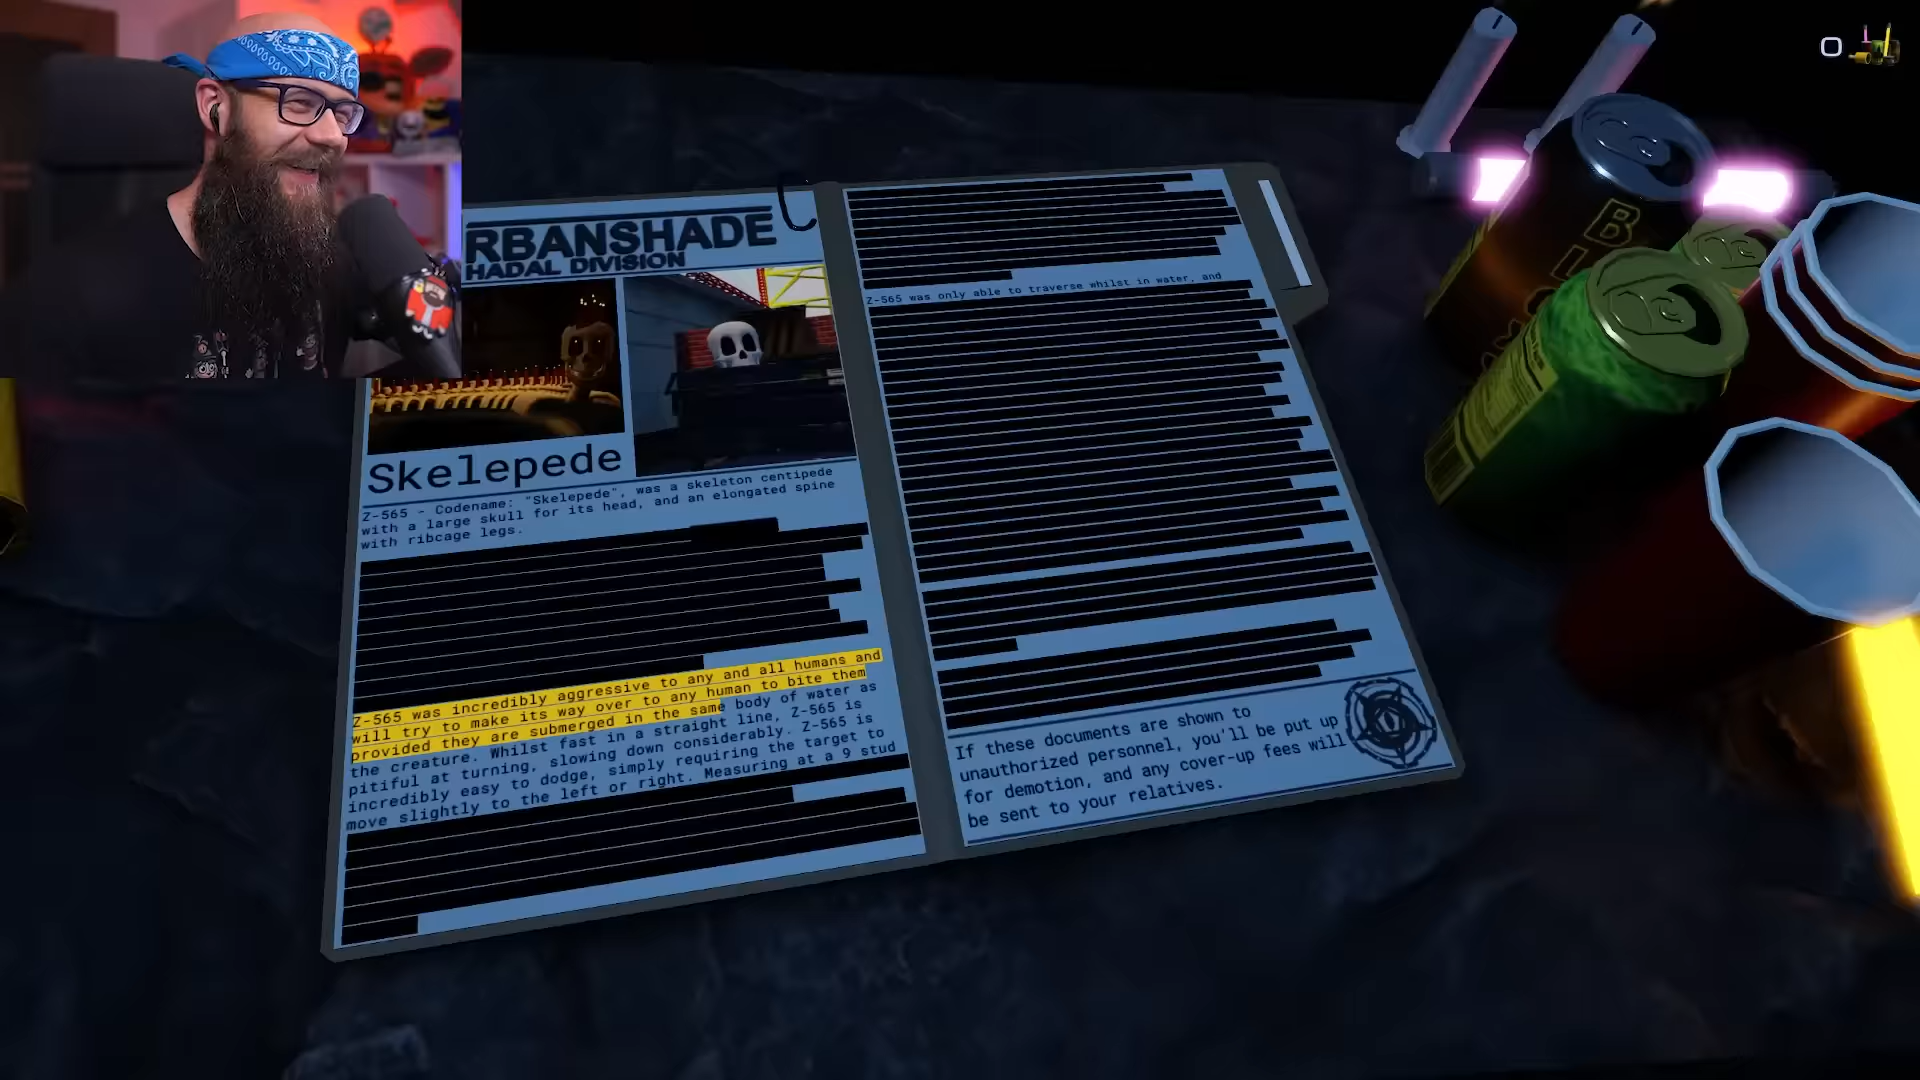 RBANSHADE
HADAL DIVISION
Skelepede
Z-565 - Codename: "Skelepede", was a skeleton centipede
with a large skull for its head, and an elongated spine
with ribcage legs.
Z-565 was incredibly aggressive to any and all humans and
will try to make its way over to any human to bite them
provided they are submerged in the same body of water as
the creature. Whilst fast in a straight line, Z-565 is
pitiful at turning, slowing down considerably. Z-565 is
incredibly easy to dodge, simply requiring the target to
move slightly to the left or right. Measuring at a 9 stud
Z-565 was only able to traverse whilst in water, and
If these documents are shown to
unauthorized personnel, you'll be put up
for demotion, and any cover-up fees will
be sent to your relatives.
0